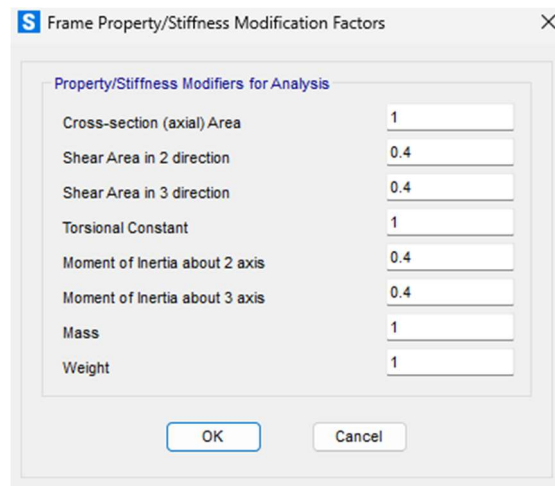 S Frame Property/Stiffness Modification Factors
Property/Stiffness Modifiers for Analysis
Cross-section (axial) Area 1
Shear Area in 2 direction 0.4
Shear Area in 3 direction 0.4
Torsional Constant 1
Moment of Inertia about 2 axis 0.4
Moment of Inertia about 3 axis 0.4
Mass 1
Weight 1
OK Cancel